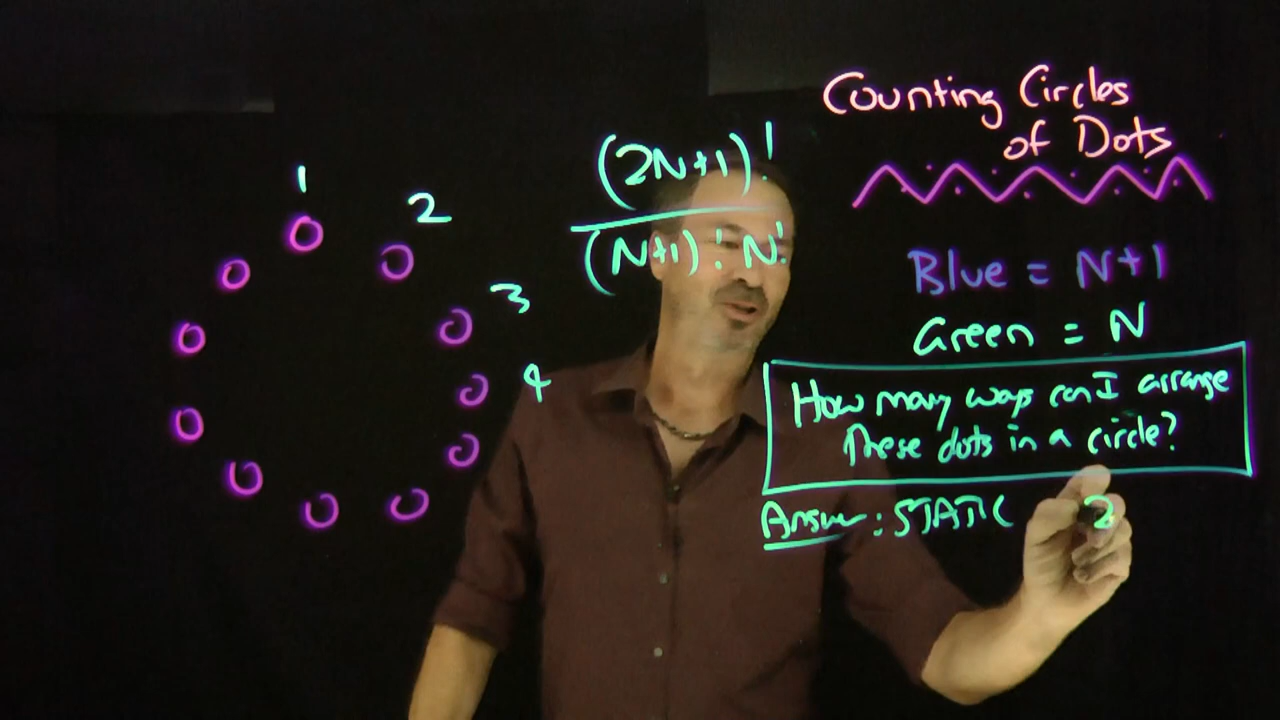 Counting Circles
of Dots
1
2
3
4
(2N+1)!
(N+1)! N!
Blue = N+1
Green = N
How many ways can I arrange
These dots in a circle?
Answer: STATIC 2